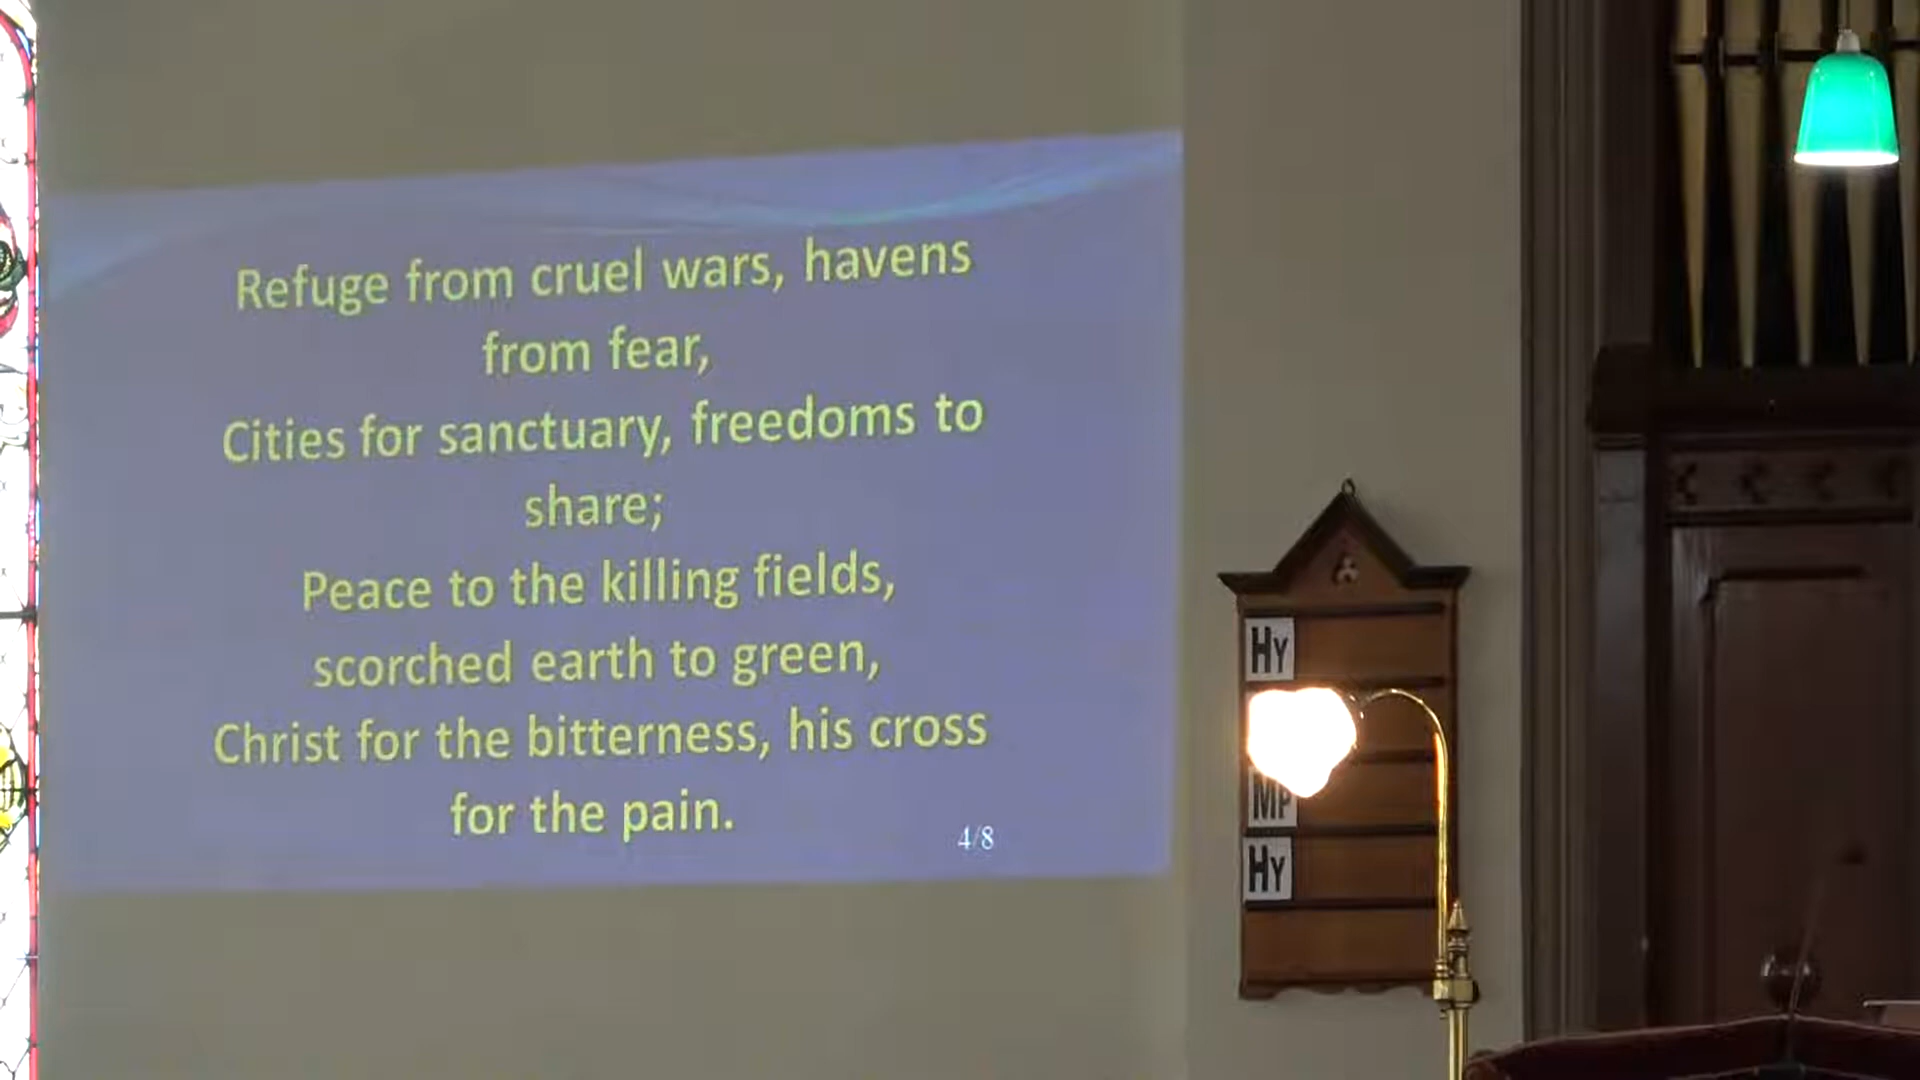 Refuge from cruel wars, havens
from fear,
Cities for sanctuary, freedoms to
share;
Peace to the killing fields,
scorched earth to green,
Christ for the bitterness, his cross
for the pain.
4/8
HY
MP
HY